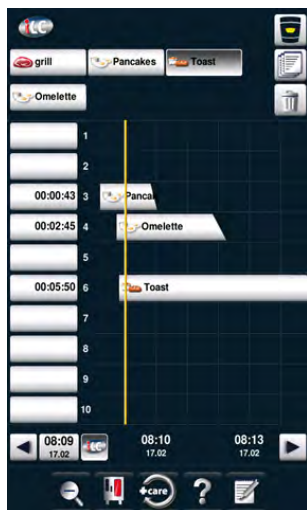 icc
grill
Pancakes
Toast
Omelette
1
2
00:00:43 3 Panca
00:02:45 4 Omelette
5
00:05:50 6 Toast
7
8
9
10
08:09 icc 08:10 08:13
17.02 17.02 17.02
+care ?